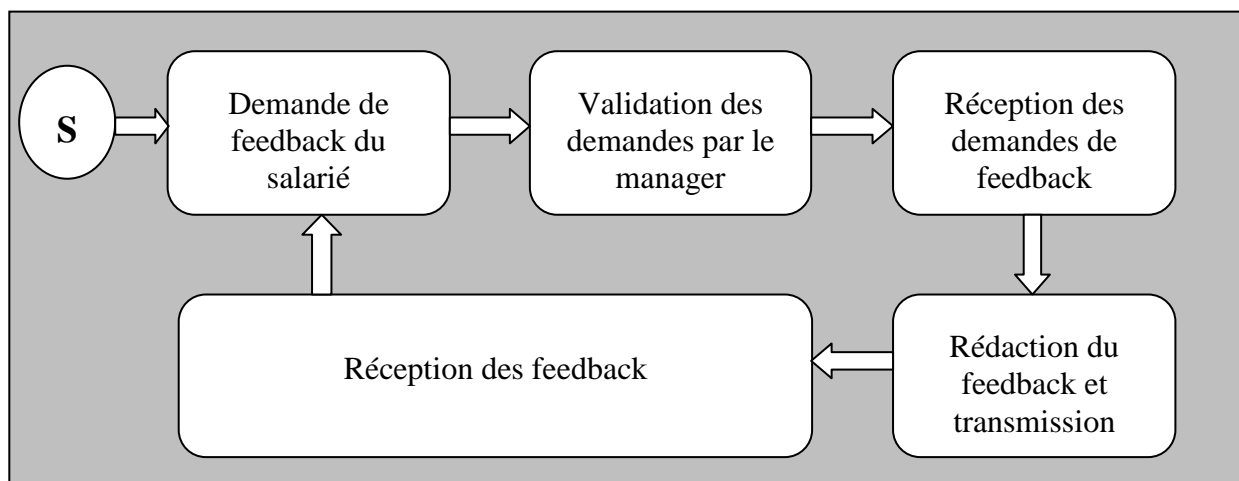 S
Demande de
feedback du
salarié
Validation des
demandes par le
manager
Réception des
demandes de
feedback
Réception des feedback
Rédaction du
feedback et
transmission